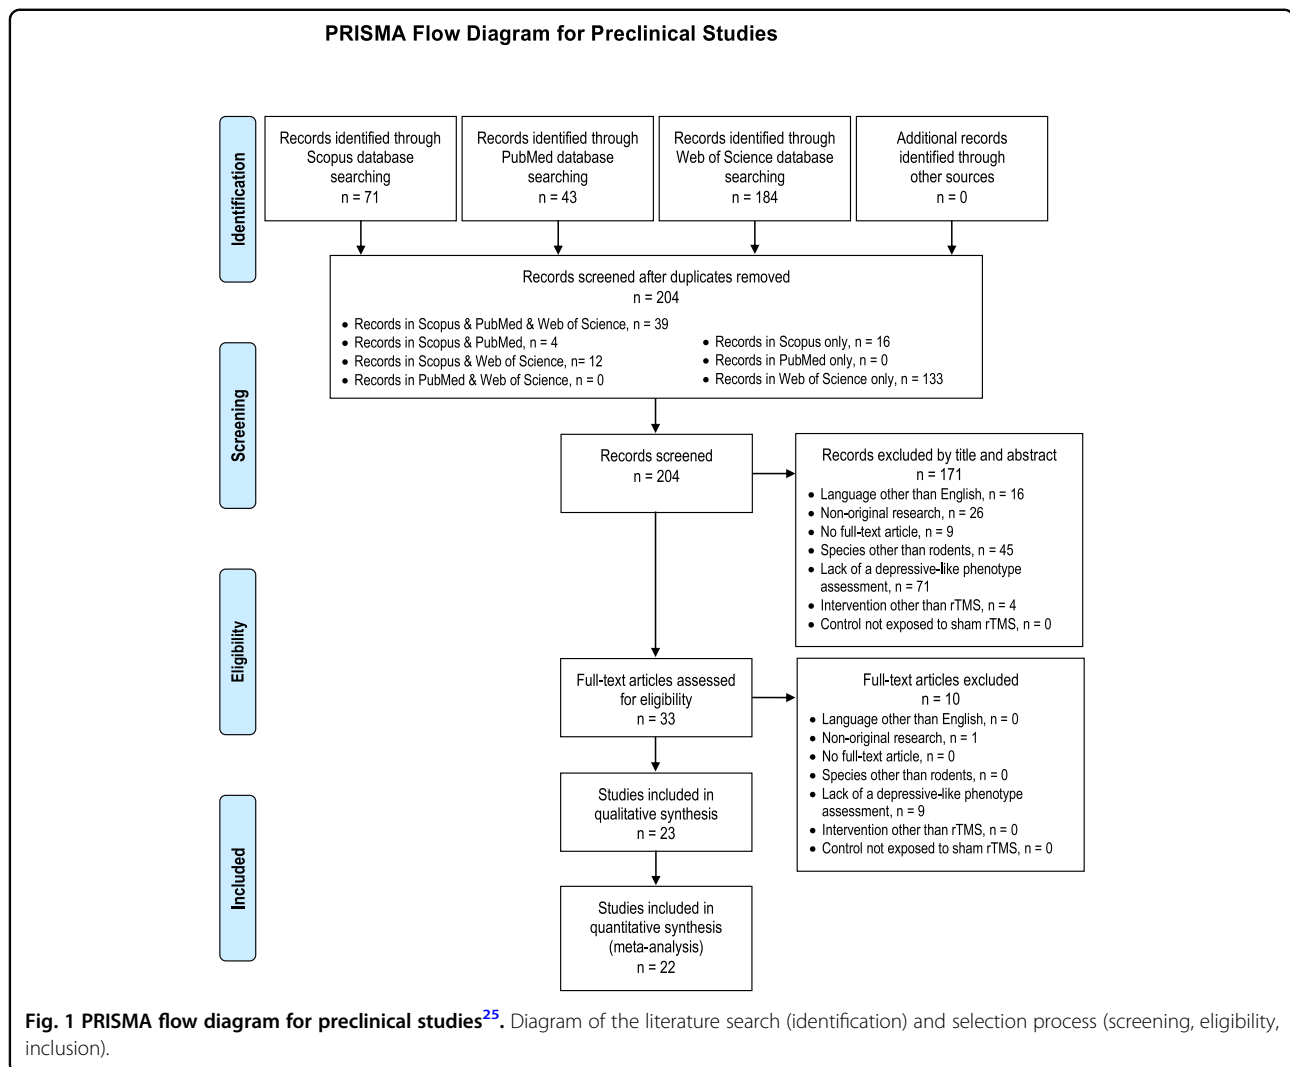 PRISMA Flow Diagram for Preclinical Studies
Identification
Records identified through
Scopus database
searching
n = 71
Records identified through
PubMed database
searching
n = 43
Records identified through
Web of Science database
searching
n = 184
Additional records
identified through
other sources
n = 0
Records screened after duplicates removed
n = 204
• Records in Scopus & PubMed & Web of Science, n = 39
• Records in Scopus & PubMed, n = 4
• Records in Scopus & Web of Science, n= 12
• Records in PubMed & Web of Science, n = 0
• Records in Scopus only, n = 16
• Records in PubMed only, n = 0
• Records in Web of Science only, n = 133
Screening
Records screened
n = 204
Records excluded by title and abstract
n = 171
• Language other than English, n = 16
• Non-original research, n = 26
• No full-text article, n = 9
• Species other than rodents, n = 45
• Lack of a depressive-like phenotype
assessment, n = 71
• Intervention other than rTMS, n = 4
• Control not exposed to sham rTMS, n = 0
Eligibility
Full-text articles assessed
for eligibility
n = 33
Full-text articles excluded
n = 10
• Language other than English, n = 0
• Non-original research, n = 1
• No full-text article, n = 0
• Species other than rodents, n = 0
• Lack of a depressive-like phenotype
assessment, n = 9
• Intervention other than rTMS, n = 0
• Control not exposed to sham rTMS, n = 0
Included
Studies included in
qualitative synthesis
n = 23
Studies included in
quantitative synthesis
(meta-analysis)
n = 22
Fig. 1 PRISMA flow diagram for preclinical studies25. Diagram of the literature search (identification) and selection process (screening, eligibility,
inclusion).